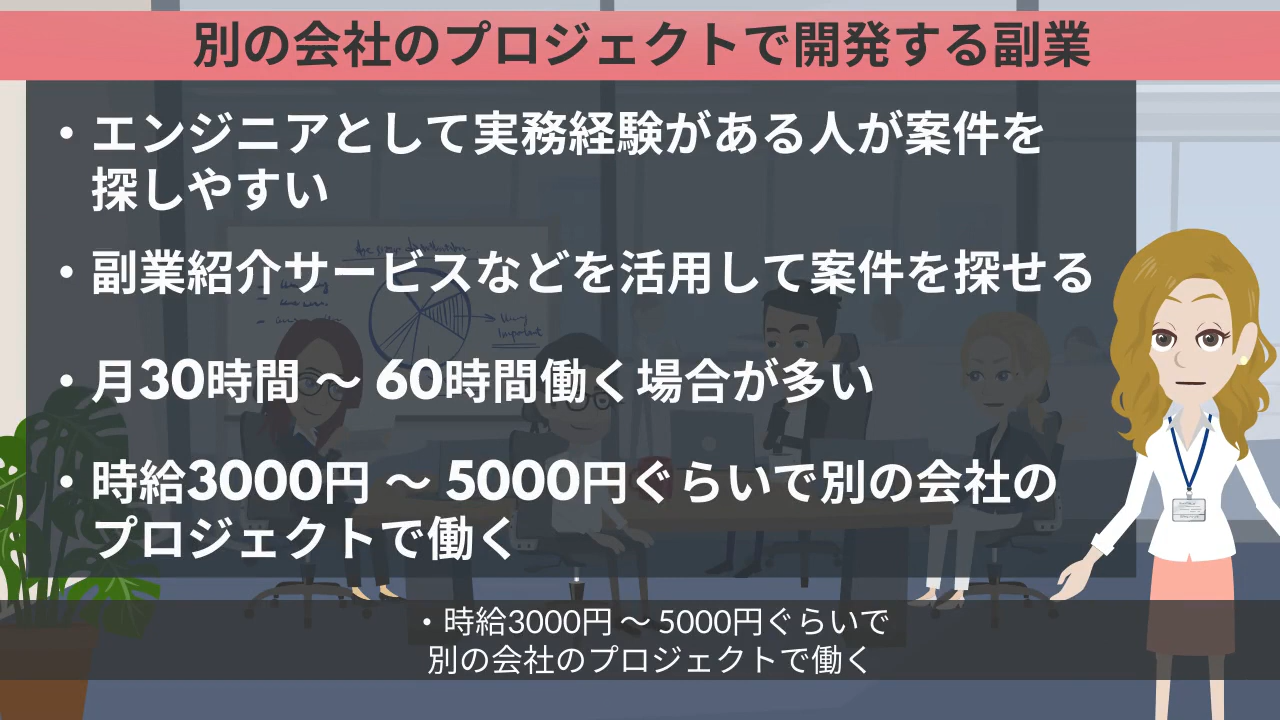 別の会社のプロジェクトで開発する副業
・エンジニアとして実務経験がある人が案件を
探しやすい
・副業紹介サービスなどを活用して案件を探せる
・月30時間 〜 60時間働く場合が多い
・時給3000円 〜 5000円ぐらいで別の会社の
プロジェクトで働く
・時給3000円 〜 5000円ぐらいで
別の会社のプロジェクトで働く